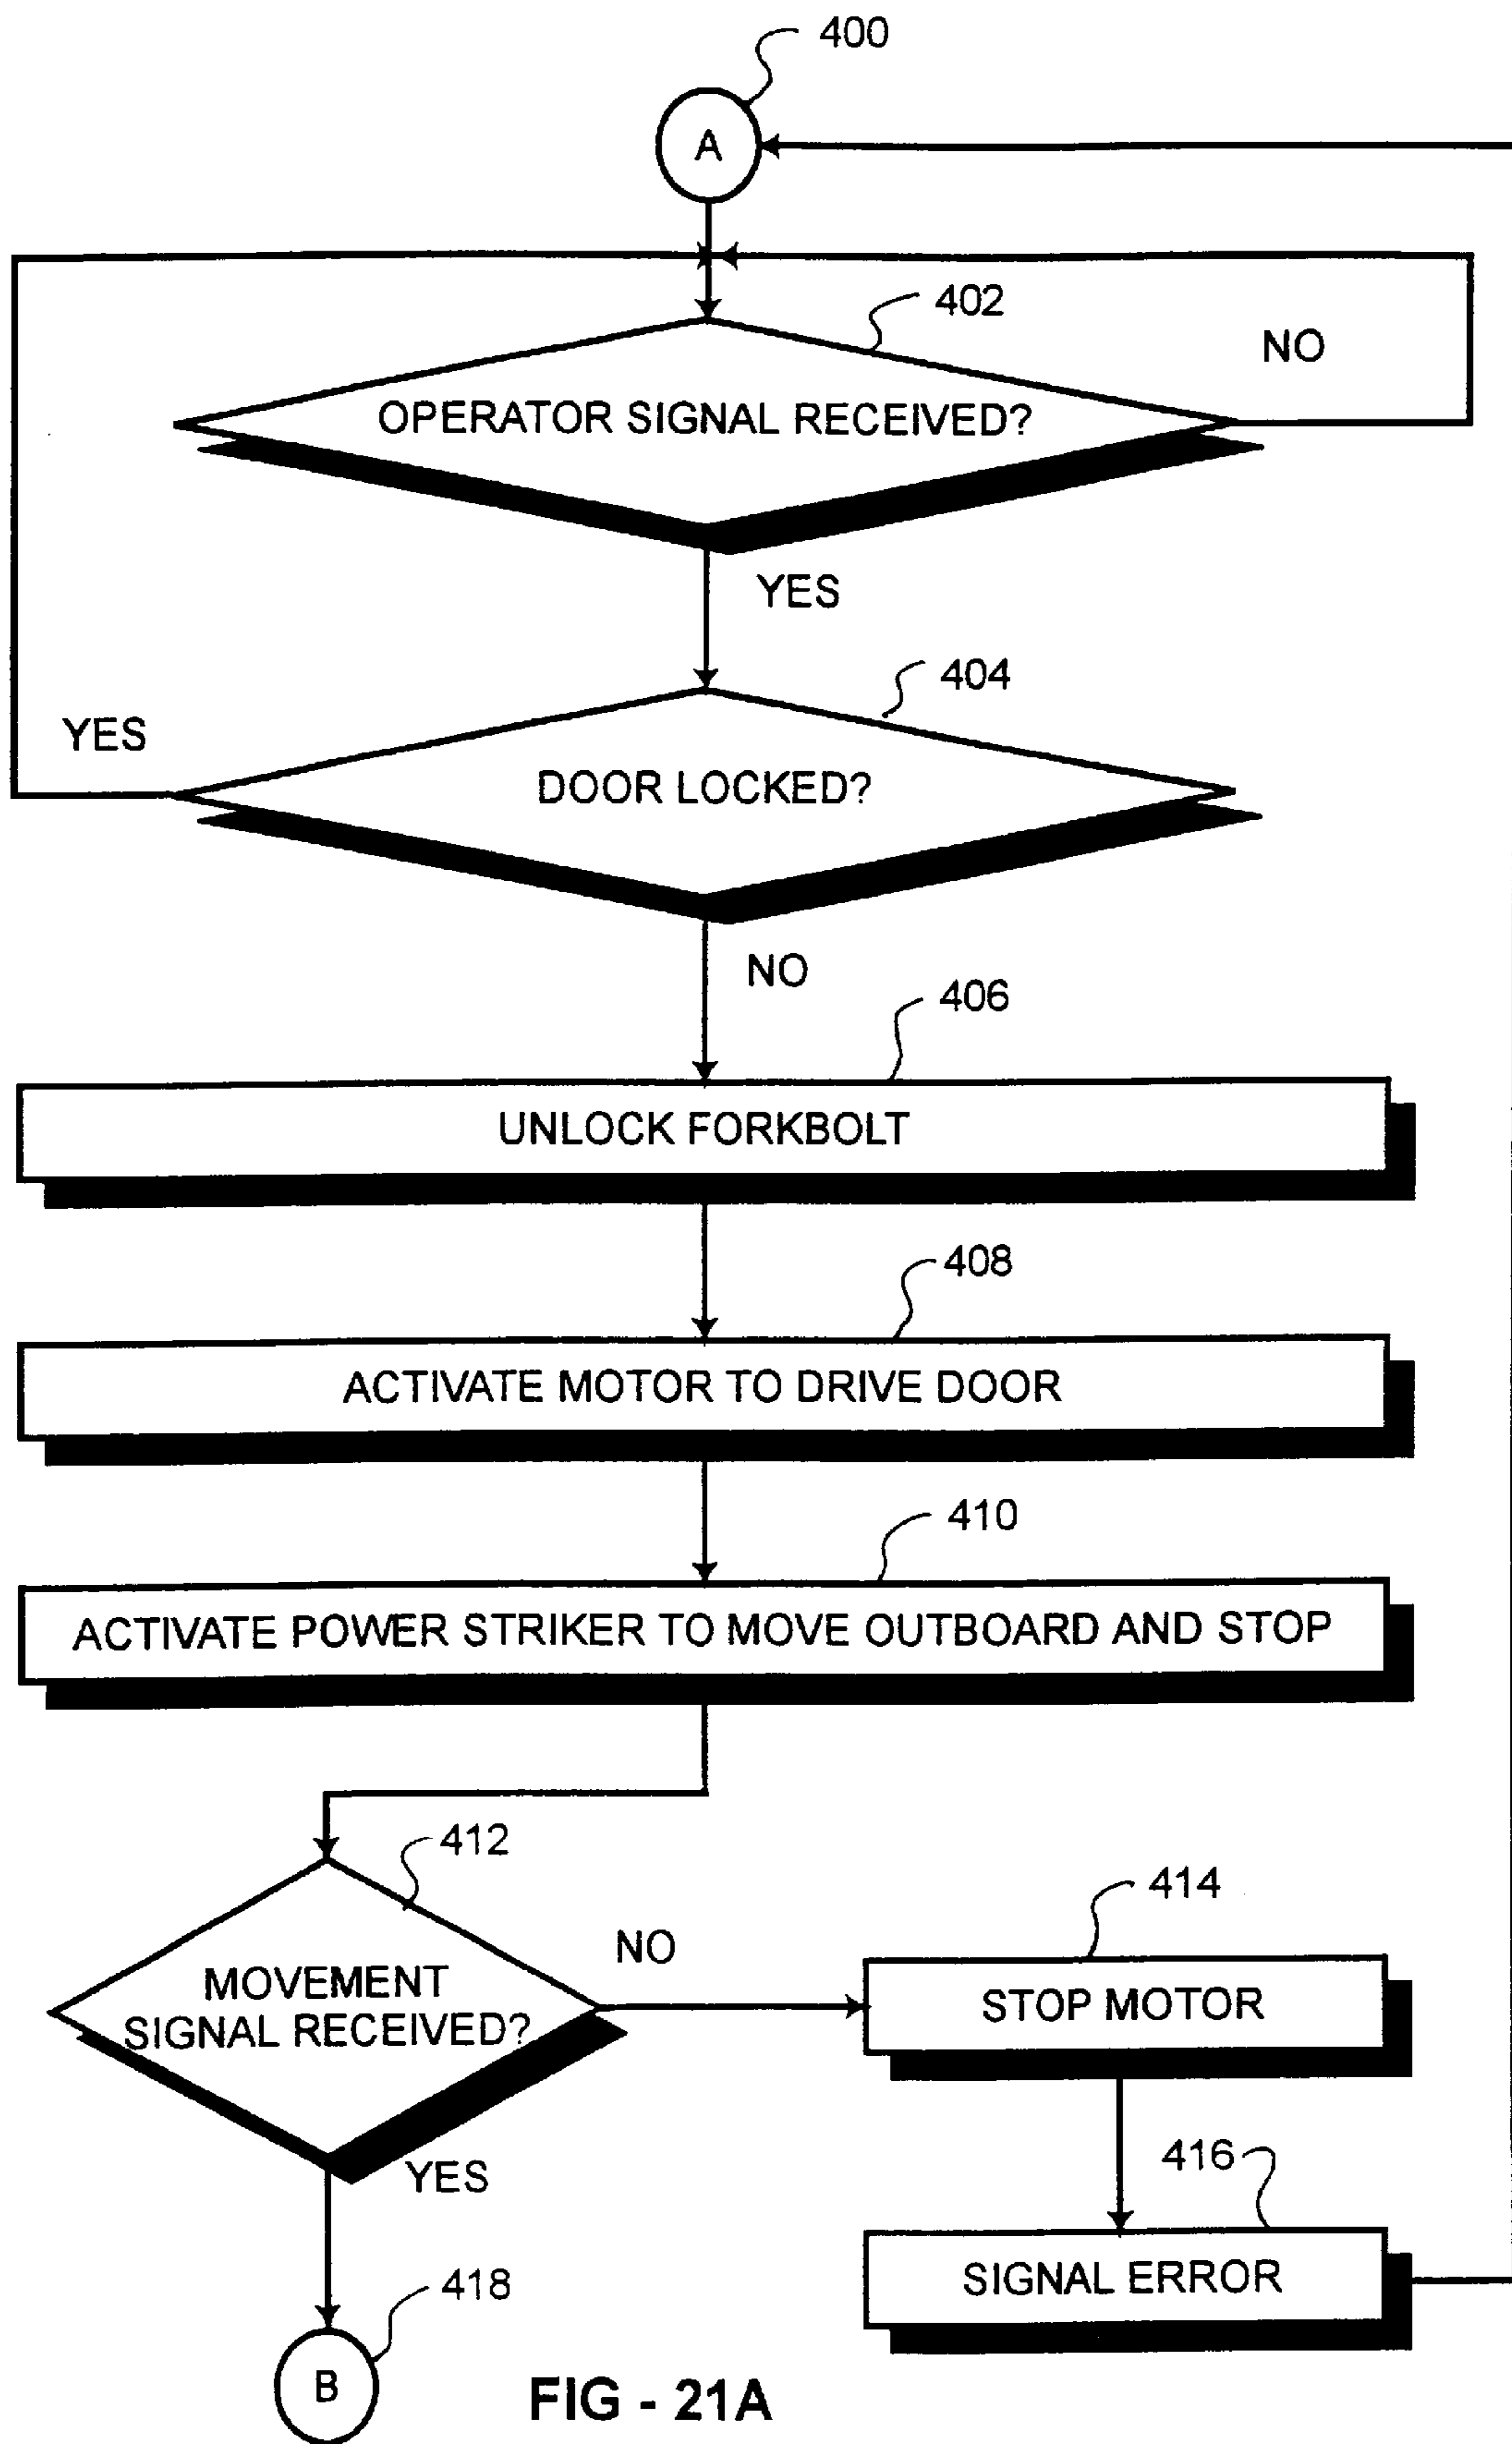 400
A
402
NO
OPERATOR SIGNAL RECEIVED?
YES
404
YES
DOOR LOCKED?
NO
406
UNLOCK FORKBOLT
408
ACTIVATE MOTOR TO DRIVE DOOR
410
ACTIVATE POWER STRIKER TO MOVE OUTBOARD AND STOP
412
414
NO
MOVEMENT
SIGNAL RECEIVED?
STOP MOTOR
YES
416
SIGNAL ERROR
418
B
FIG - 21A